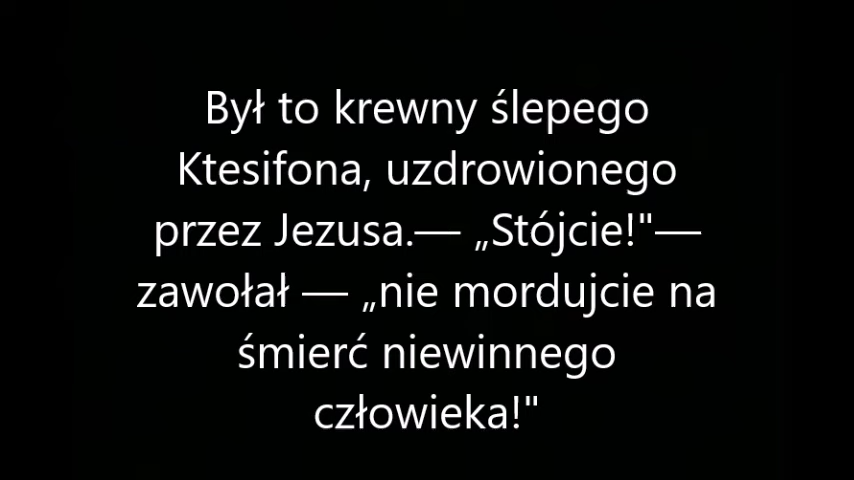 Był to krewny ślepego
Ktesifona, uzdrowionego
przez Jezusa.— „Stójcie!"—
zawołał — „nie mordujcie na
śmierć niewinnego
człowieka!"